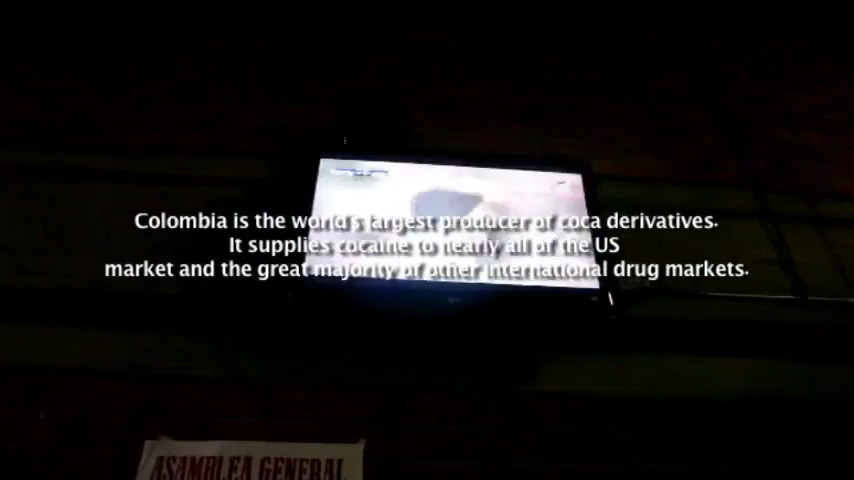 Colombia is the world's largest producer of coca derivatives.
It supplies cocaine to nearly all of the US
market and the great majority of other international drug markets.
ASAMBLEA GENERAL